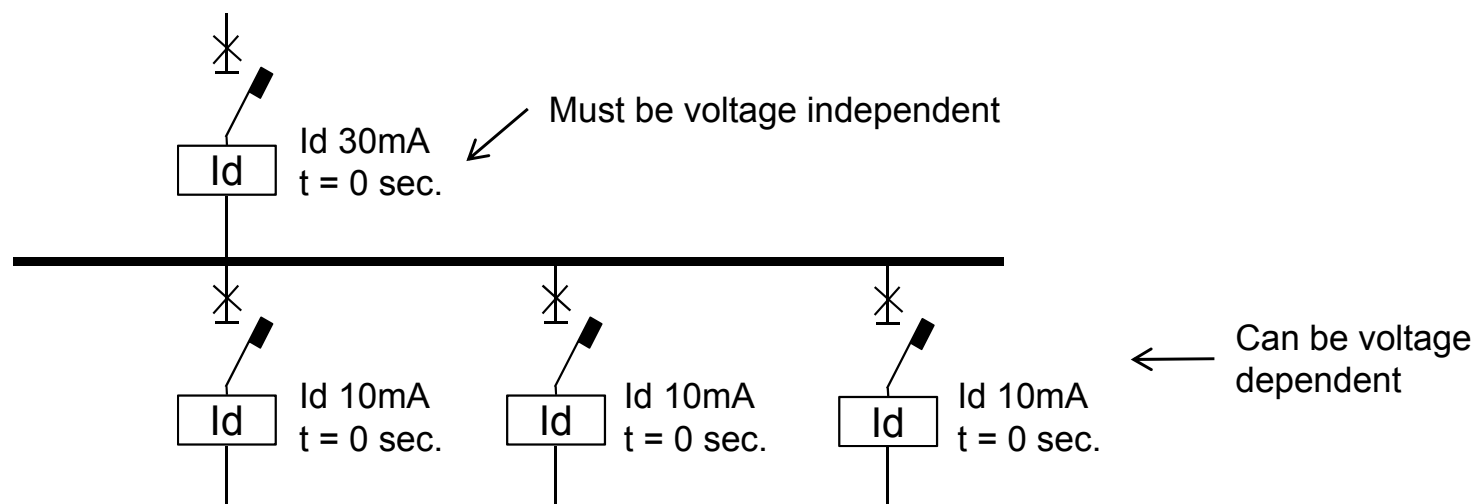 Must be voltage independent
Id 30mA
Id
t = 0 sec.
Can be voltage
dependent
Id 10mA
Id
t = 0 sec.
Id 10mA
Id
t = 0 sec.
Id 10mA
Id
t = 0 sec.